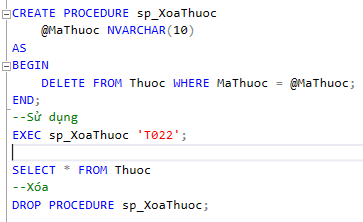 CREATE PROCEDURE sp_XoaThuoc
@MaThuoc NVARCHAR(10)
AS
BEGIN
DELETE FROM Thuoc WHERE MaThuoc = @MaThuoc;
END;
--Sử dụng
EXEC sp_XoaThuoc 'T022';
SELECT * FROM Thuoc
--Xóa
DROP PROCEDURE sp_XoaThuoc;